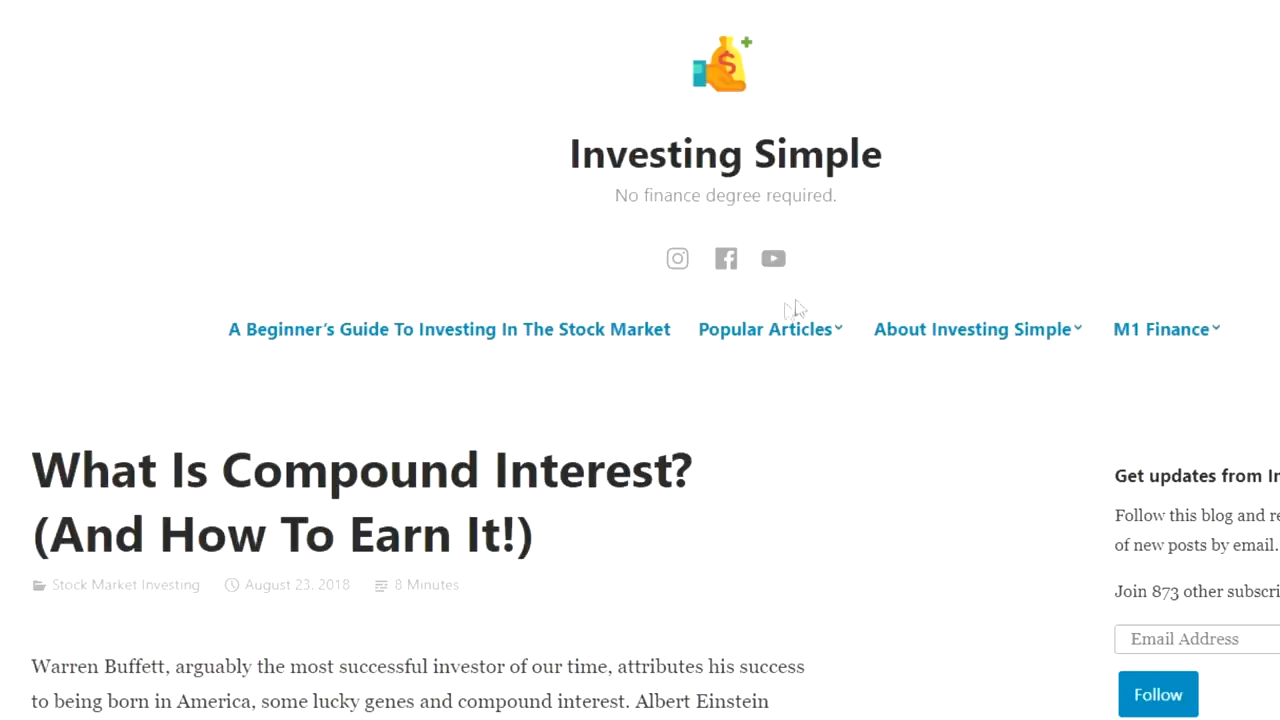 Investing Simple
No finance degree required.
A Beginner's Guide To Investing In The Stock Market Popular Articles About Investing Simple M1 Finance
What Is Compound Interest?
(And How To Earn It!)
Stock Market Investing August 23, 2018 8 Minutes
Warren Buffett, arguably the most successful investor of our time, attributes his success
to being born in America, some lucky genes and compound interest. Albert Einstein
Get updates from
Follow this blog and
of new posts by email.
Join 873 other
Email Address
Follow